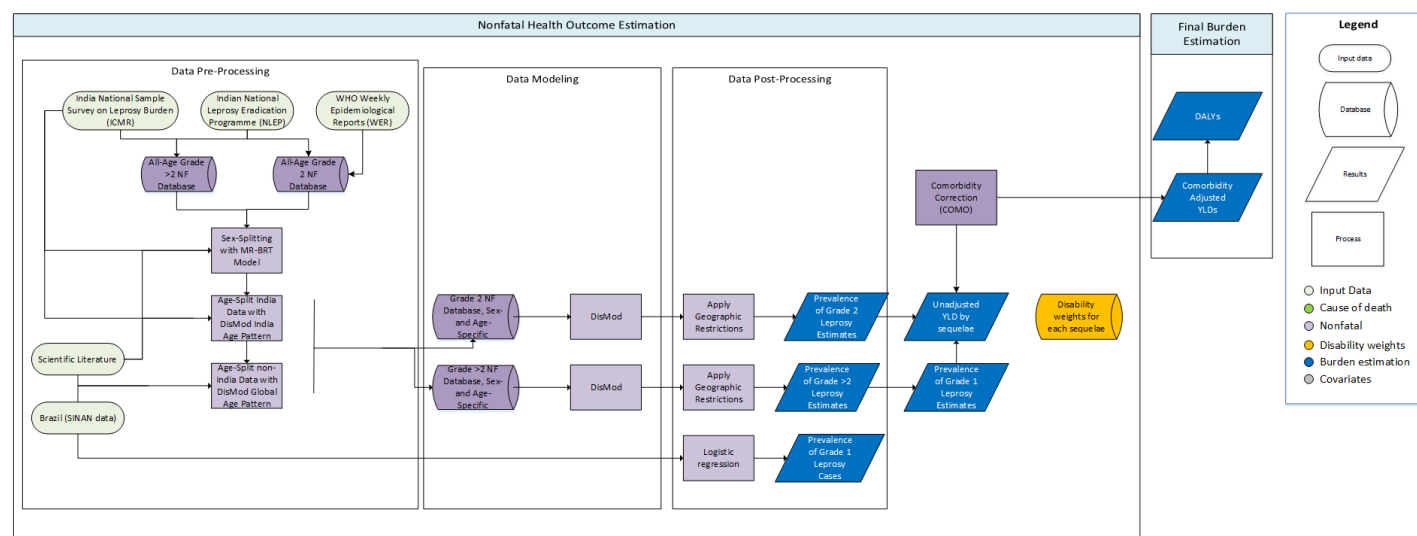 Nonfatal Health Outcome Estimation
Final Burden
Estimation
Legend
Data Pre-Processing
Data Modeling
Data Post-Processing
India National Sample
Survey on Leprosy Burden
(ICMR)
Indian National
Leprosy Eradication
Programme (NLEP)
WHO Weekly
Epidemiological
Reports (WER)
All-Age Grade
>2 NF
Database
All-Age Grade
2 NF
Database
Sex-Splitting
with MR-BRT
Model
Age-Split India
Data with
DisMod India
Age Pattern
Scientific Literature
Age-Split non-
India Data with
DisMod Global
Age Pattern
Brazil (SINAN data)
Grade 2 NF
Database, Sex-
and Age-
Specific
DisMod
Grade >2 NF
Database, Sex-
and Age-
Specific
DisMod
Apply
Geographic
Restrictions
Prevalence
of Grade 2
Leprosy
Estimates
Apply
Geographic
Restrictions
Prevalence
of Grade >2
Leprosy
Estimates
Logistic
regression
Prevalence
of Grade 1
Leprosy
Cases
Comorbidity
Correction
(COMO)
Unadjusted
YLD by
sequelae
Prevalence
of Grade 1
Leprosy
Estimates
Disability
weights for
each sequelae
DALYs
Comorbidity
Adjusted
YLDs
Input data
Database
Results
Process
Input Data
Cause of death
Nonfatal
Disability weights
Burden estimation
Covariates